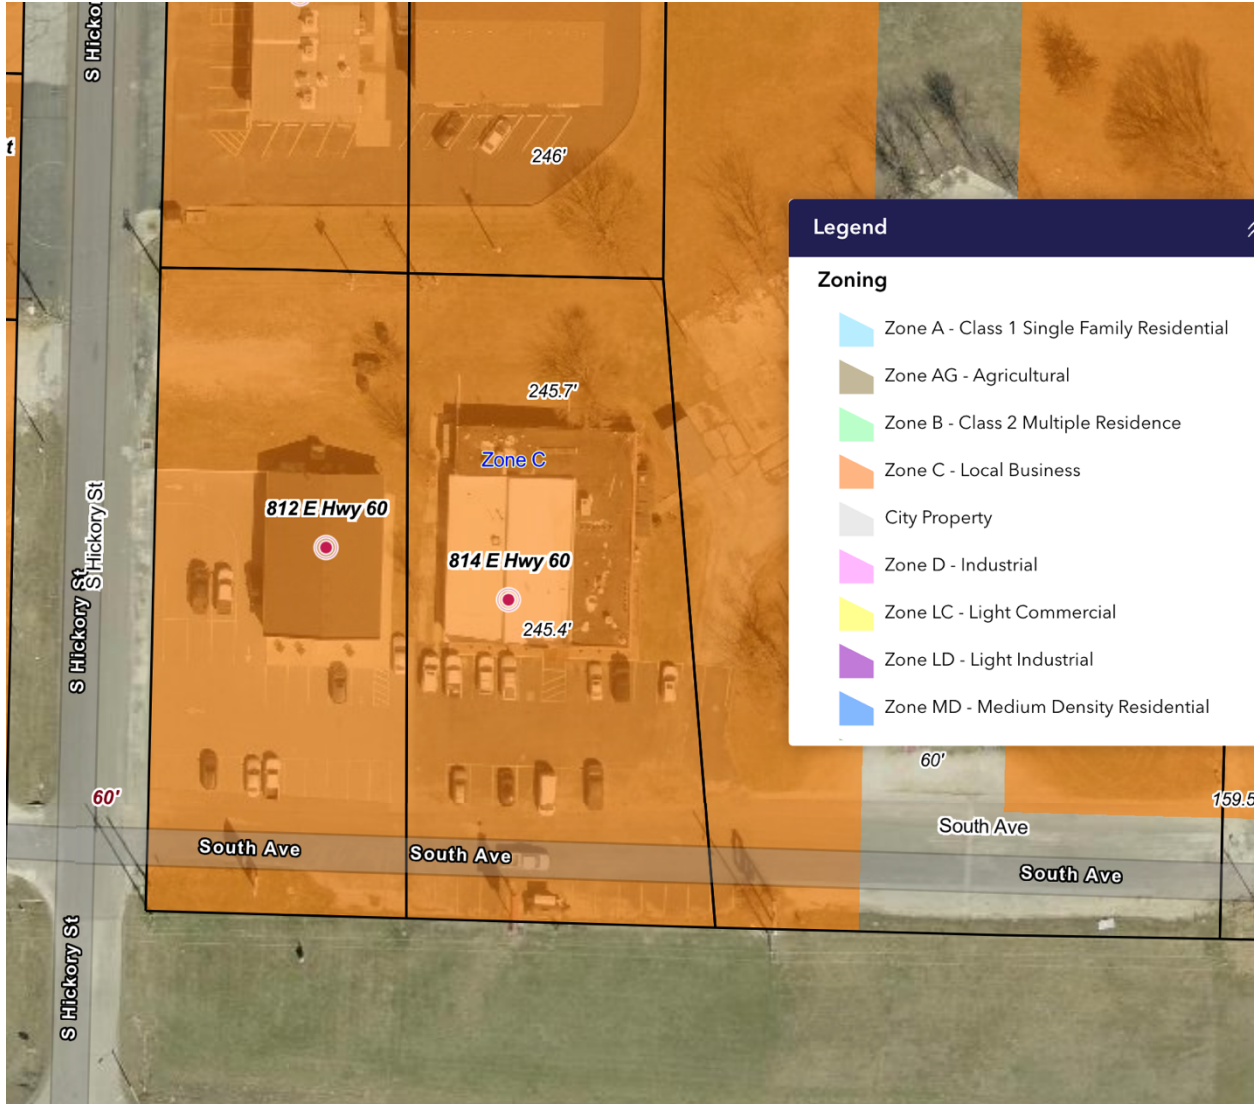 S Hicko
t
246'
Legend
Zoning
Zone A - Class 1 Single Family Residential
Zone AG - Agricultural
Zone B - Class 2 Multiple Residence
Zone C - Local Business
City Property
Zone D - Industrial
Zone LC - Light Commercial
Zone LD - Light Industrial
Zone MD - Medium Density Residential
245.7'
Zone C
812 E Hwy 60
814 E Hwy 60
245.4'
S Hickory St
S Hickory St
60'
60'
159.5
South Ave
South Ave
South Ave
South Ave
S Hickory St